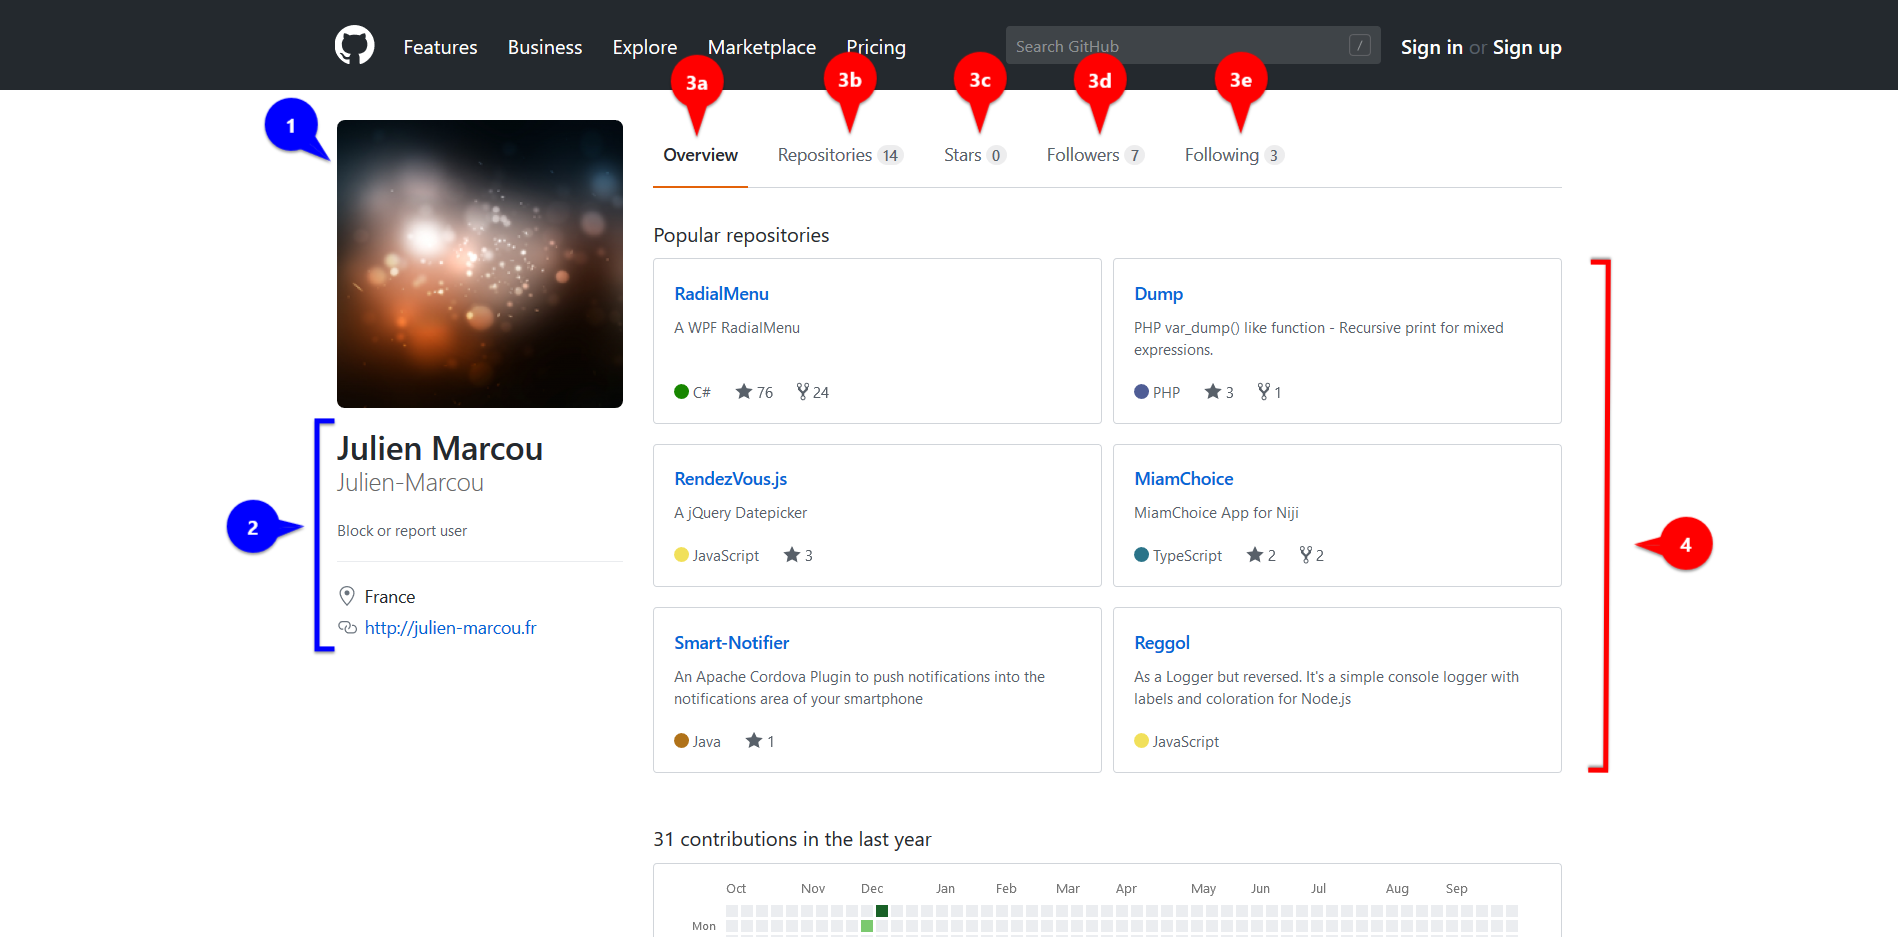 Features Business Explore Marketplace Pricing Search GitHub / Sign in or Sign up
3a 3b 3c 3d 3e
1
Overview Repositories 14 Stars 0 Followers 7 Following 3
Popular repositories
RadialMenu
A WPF RadialMenu
C# 76 24
Dump
PHP var_dump() like function - Recursive print for mixed
expressions.
PHP 3 1
Julien Marcou
Julien-Marcou
2
Block or report user
France
http://julien-marcou.fr
RendezVous.js
A jQuery Datepicker
JavaScript 3
MiamChoice
MiamChoice App for Niji
TypeScript 2 2
4
Smart-Notifier
An Apache Cordova Plugin to push notifications into the
notifications area of your smartphone
Java 1
Reggol
As a Logger but reversed. It's a simple console logger with
labels and coloration for Node.js
JavaScript
31 contributions in the last year
Oct Nov Dec Jan Feb Mar Apr May Jun Jul Aug Sep
Mon